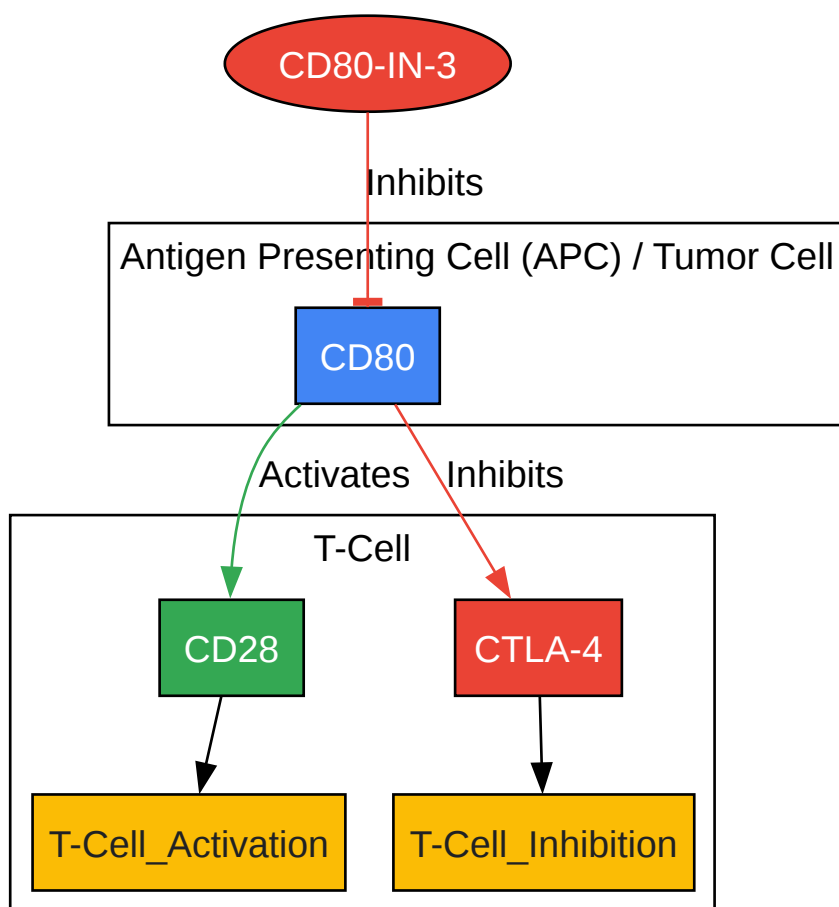 CD80-IN-3
Inhibits
Antigen Presenting Cell (APC) / Tumor Cell
CD80
Activates
Inhibits
T-Cell
CD28
CTLA-4
T-Cell_Activation
T-Cell_Inhibition